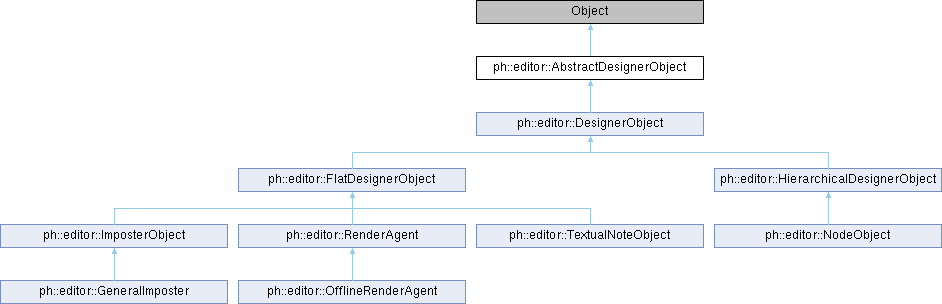 Object
ph::editor::AbstractDesignerObject
ph::editor::DesignerObject
ph::editor::FlatDesignerObject
ph::editor::HierarchicalDesignerObject
ph::editor::ImposterObject
ph::editor::RenderAgent
ph::editor::TextualNoteObject
ph::editor::NodeObject
ph::editor::GeneralImposter
ph::editor::OfflineRenderAgent